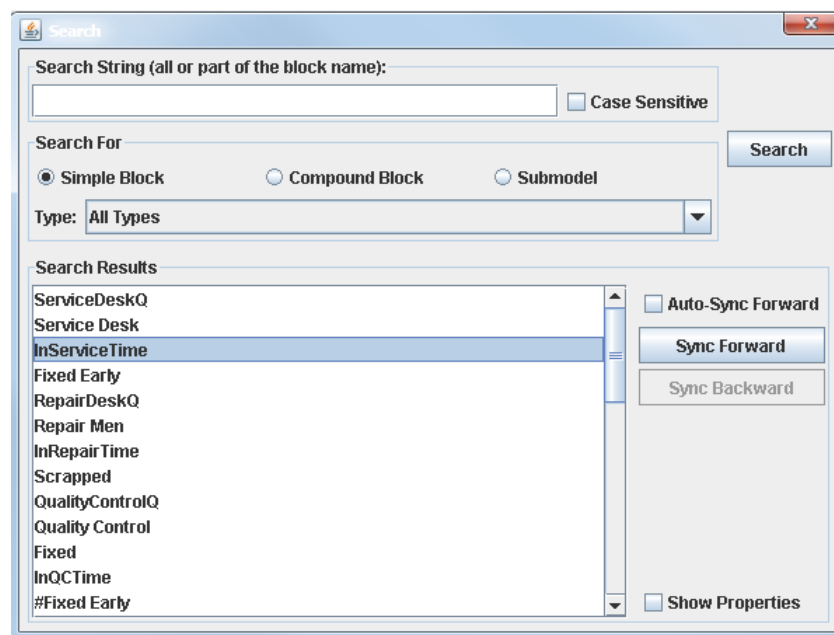 Search
Search String (all or part of the block name):
Case Sensitive
Search For
Search
Simple Block
Compound Block
Submodel
Type: All Types
Search Results
ServiceDeskQ
Service Desk
InServiceTime
Fixed Early
RepairDeskQ
Repair Men
InRepairTime
Scrapped
QualityControlQ
Quality Control
Fixed
InQCTime
#Fixed Early
Auto-Sync Forward
Sync Forward
Sync Backward
Show Properties